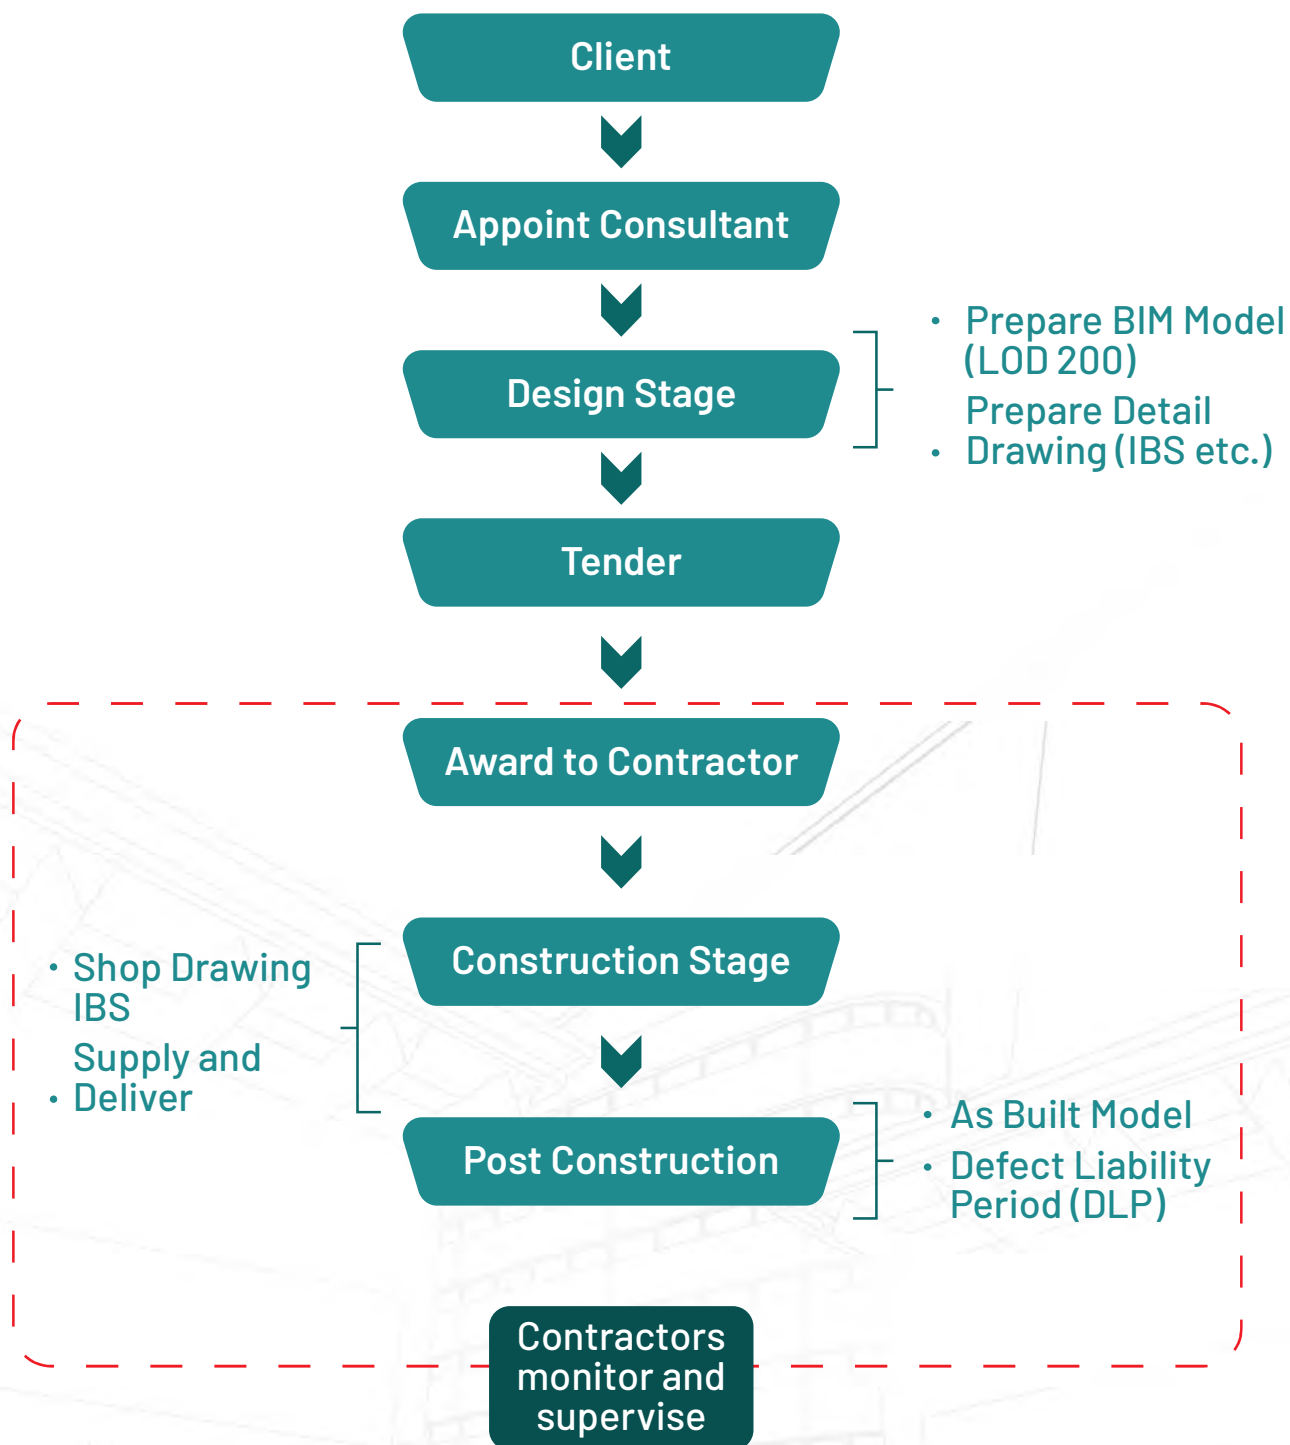 Client
Appoint Consultant
Design Stage
• Prepare BIM Model
(LOD 200)
Prepare Detail
• Drawing (IBS etc.)
Tender
Award to Contractor
Construction Stage
• Shop Drawing
IBS
Supply and
• Deliver
Post Construction
• As Built Model
• Defect Liability
Period (DLP)
Contractors
monitor and
supervise